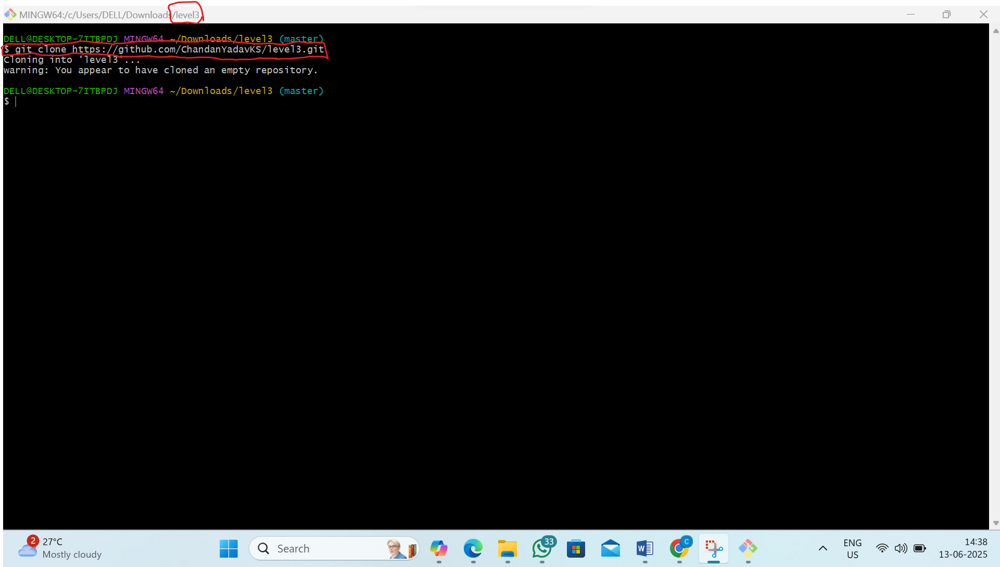 MINGW64:/c/Users/DELL/Downloads/level3
DELL@DESKTOP-7ITBPDJ MINGW64 ~/Downloads/level3 (master)
$ git clone https://github.com/ChandanYadavKS/level3.git
Cloning into 'level3'...
warning: You appear to have cloned an empty repository.
DELL@DESKTOP-7ITBPDJ MINGW64 ~/Downloads/level3 (master)
$
2
27°C
Mostly cloudy
Search
33
W
C
ENG
US
14:38
13-06-2025